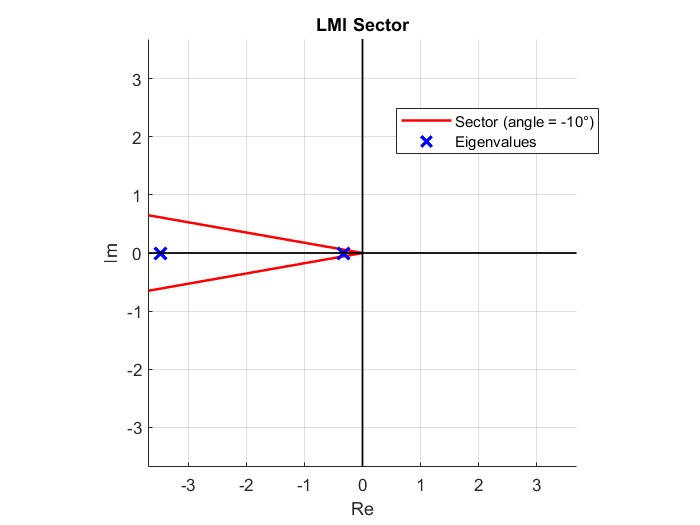 LMI Sector
3
2
1
0
-1
-2
-3
Im
Sector (angle = -10°)
Eigenvalues
-3 -2 -1 0 1 2 3
Re